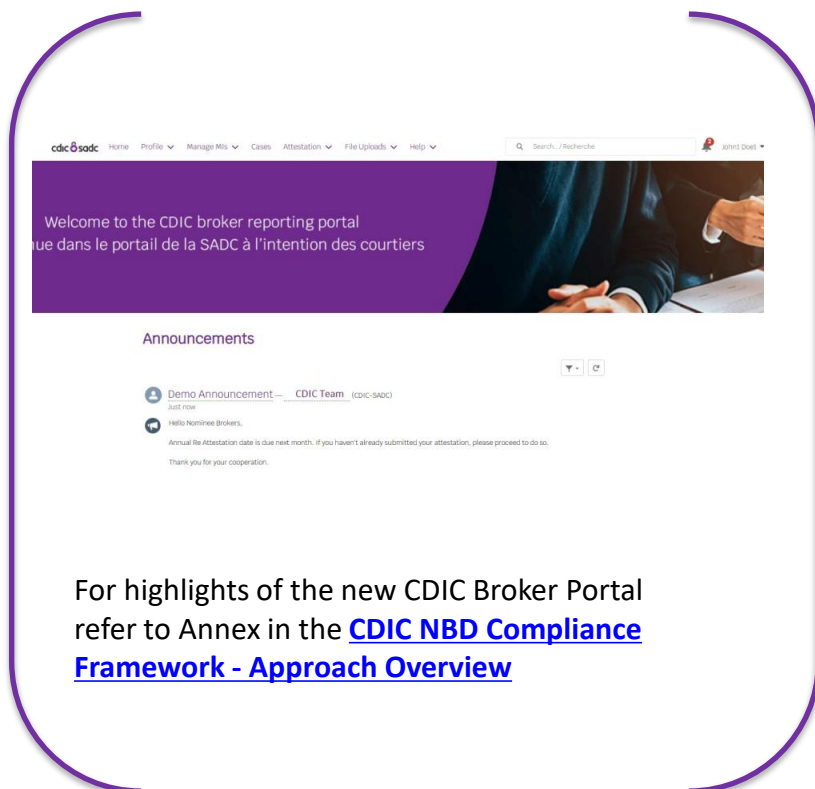 cdic sadc Home Profile Manage MIs Cases Attestation File Uploads Help Search.../ Recherche John1 Doe1
Welcome to the CDIC broker reporting portal
ue dans le portail de la SADC à l'intention des courtiers
Announcements
Demo Announcement — CDIC Team (CDIC-SADC)
Just now
Hello Nominee Brokers,
Annual Re Attestation date is due next month. If you haven't already submitted your attestation, please proceed to do so.
Thank you for your cooperation.
For highlights of the new CDIC Broker Portal
refer to Annex in the CDIC NBD Compliance
Framework - Approach Overview